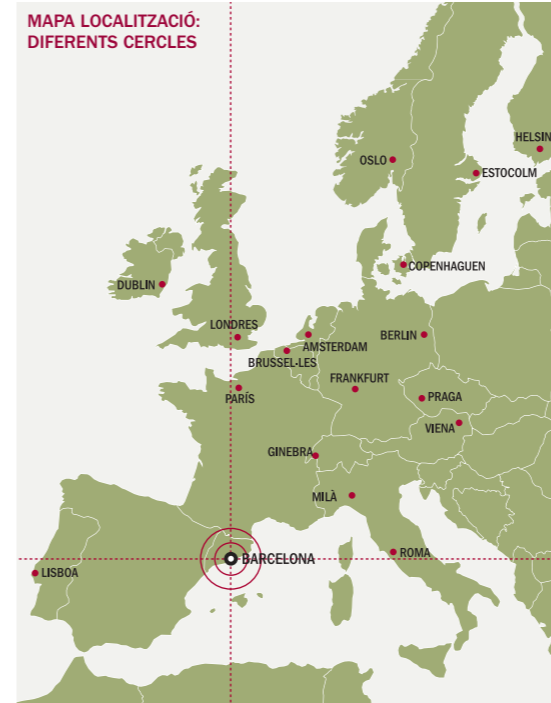 MAPA LOCALITZACIÓ:
DIFERENTS CERCLES
HELSIN
OSLO
ESTOCOLM
COPENHAGUEN
DUBLIN
LONDRES
AMSTERDAM
BERLIN
BRUSSEL·LES
FRANKFURT
PARÍS
PRAGA
VIENA
GINEBRA
MILÀ
ROMA
BARCELONA
LISBOA